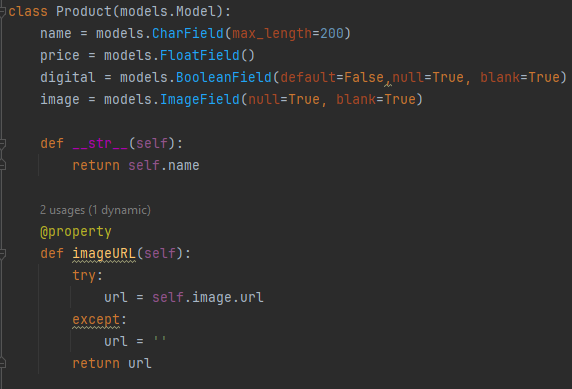 class Product(models.Model):
    name = models.CharField(max_length=200)
    price = models.FloatField()
    digital = models.BooleanField(default=False,null=True, blank=True)
    image = models.ImageField(null=True, blank=True)

    def __str__(self):
        return self.name

    2 usages (1 dynamic)
    @property
    def imageURL(self):
        try:
            url = self.image.url
        except:
            url = ''
        return url